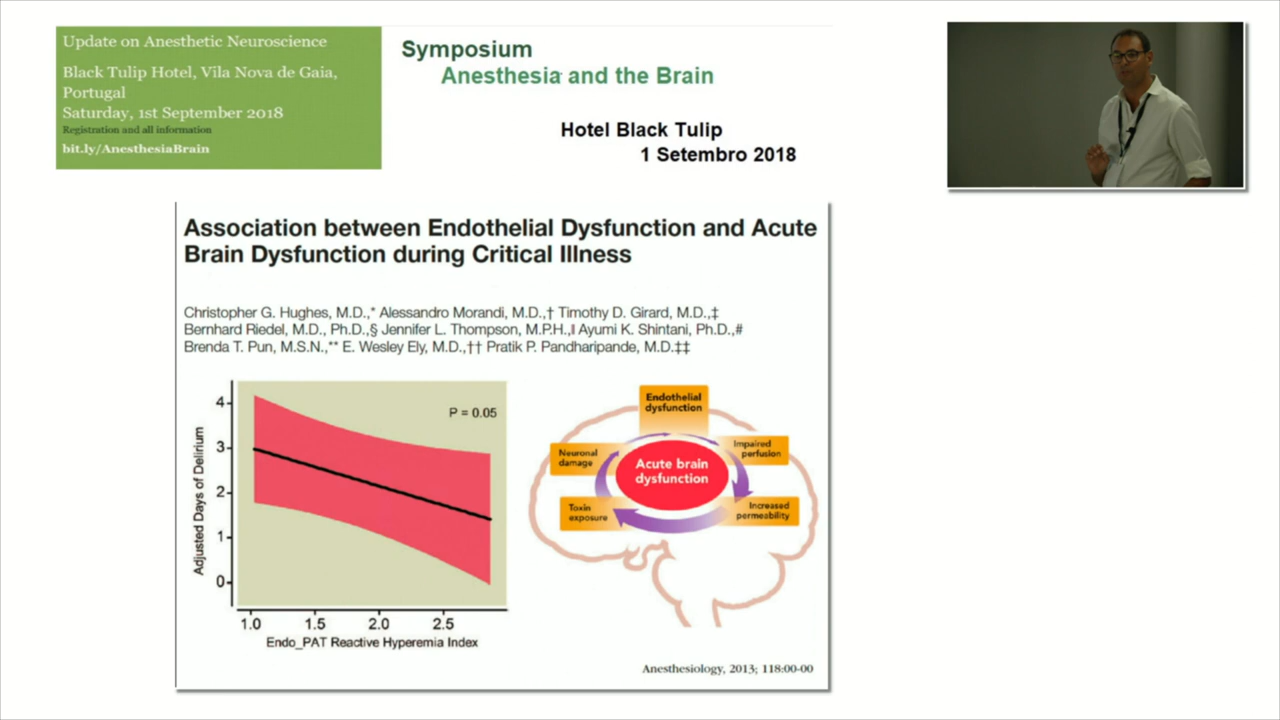 Update on Anesthetic Neuroscience
Black Tulip Hotel, Vila Nova de Gaia,
Portugal
Saturday, 1st September 2018
Registration and all information
bit.ly/AnesthesiaBrain
Symposium
Anesthesia and the Brain
Hotel Black Tulip
1 Setembro 2018
Association between Endothelial Dysfunction and Acute
Brain Dysfunction during Critical Illness
Christopher G. Hughes, M.D.,* Alessandro Morandi, M.D.,† Timothy D. Girard, M.D.,‡
Bernhard Riedel, M.D., Ph.D.,§ Jennifer L. Thompson, M.P.H.,‖ Ayumi K. Shintani, Ph.D.,#
Brenda T. Pun, M.S.N.,** E. Wesley Ely, M.D.,†† Pratik P. Pandharipande, M.D.‡‡
Adjusted Days of Delirium
4
3
2
1
0
P = 0.05
1.0 1.5 2.0 2.5
Endo_PAT Reactive Hyperemia Index
Endothelial
dysfunction
Neuronal
damage
Impaired
perfusion
Acute brain
dysfunction
Toxin
exposure
Increased
permeability
Anesthesiology, 2013; 118:00-00